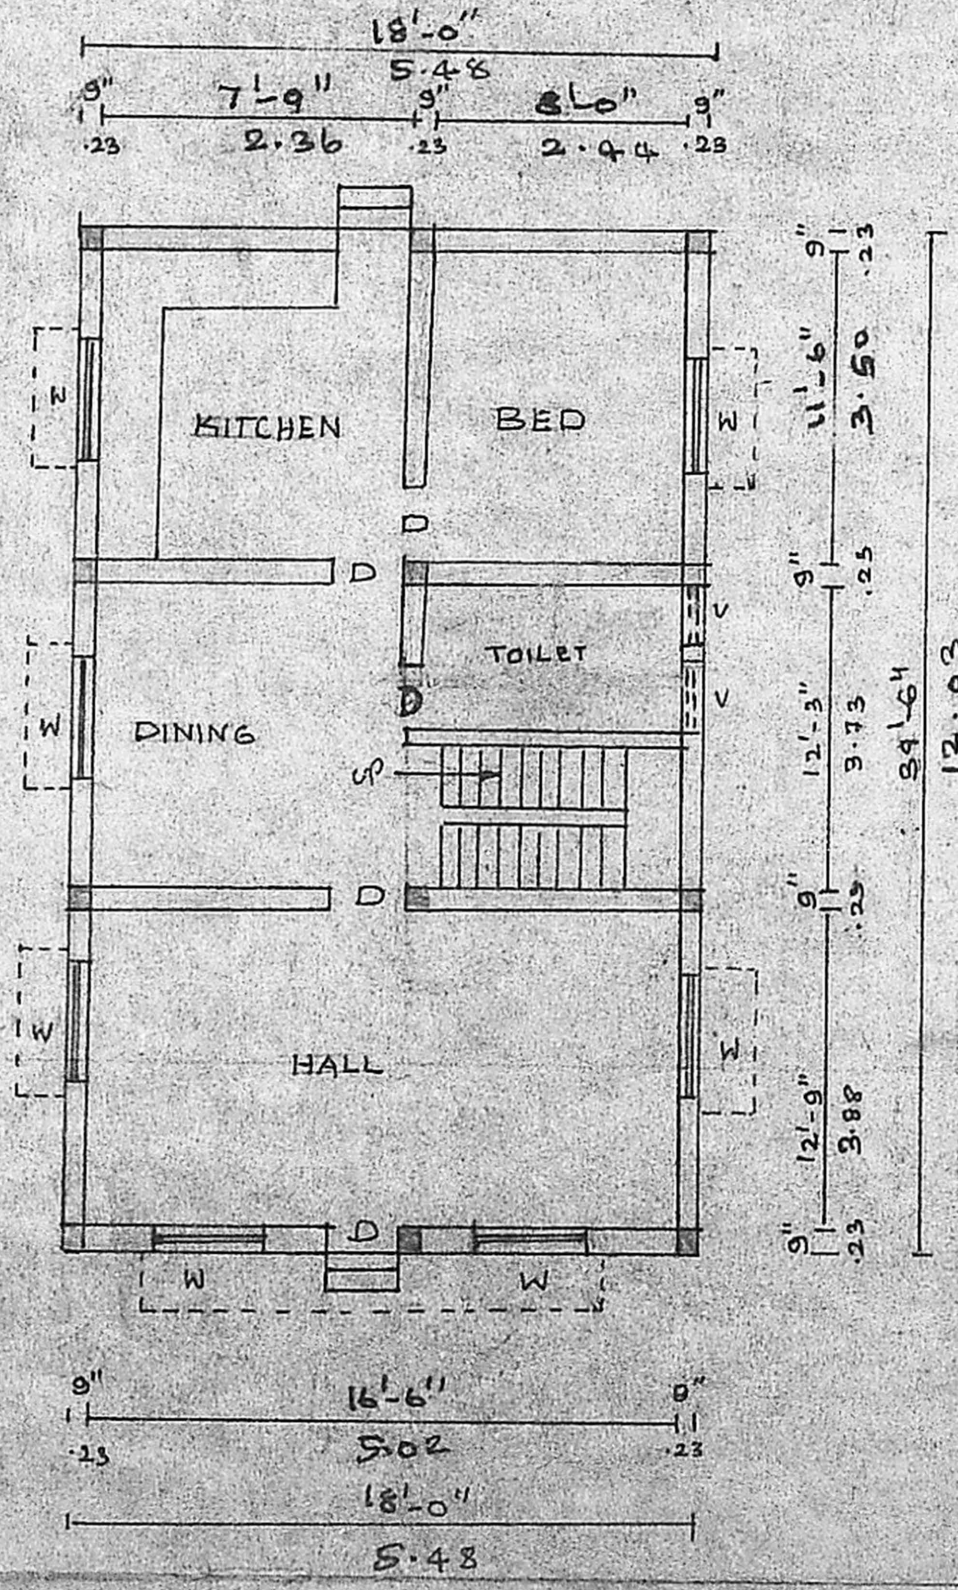 18'-0"
5.48
9" 7'-9" 9" 8'-0" 9"
.23 2.36 .23 2.44 .23
9"
.23
W
11'-6"
3.50
KITCHEN
BED
W
D
D
9"
.25
V
TOILET
V
D
W
DINING
12'-3"
3.73
34'-6"
UP
D
9"
.23
W
HALL
W
12'-9"
3.88
D
9"
.23
W
W
9" 16'-6" 9"
.23 5.02 .23
18'-0"
5.48